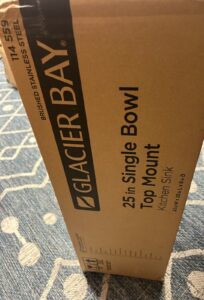 114 559
BRUSHED STAINLESS STEEL
GLACIER BAY.
25 in Single Bowl
Top Mount
Kitchen Sink